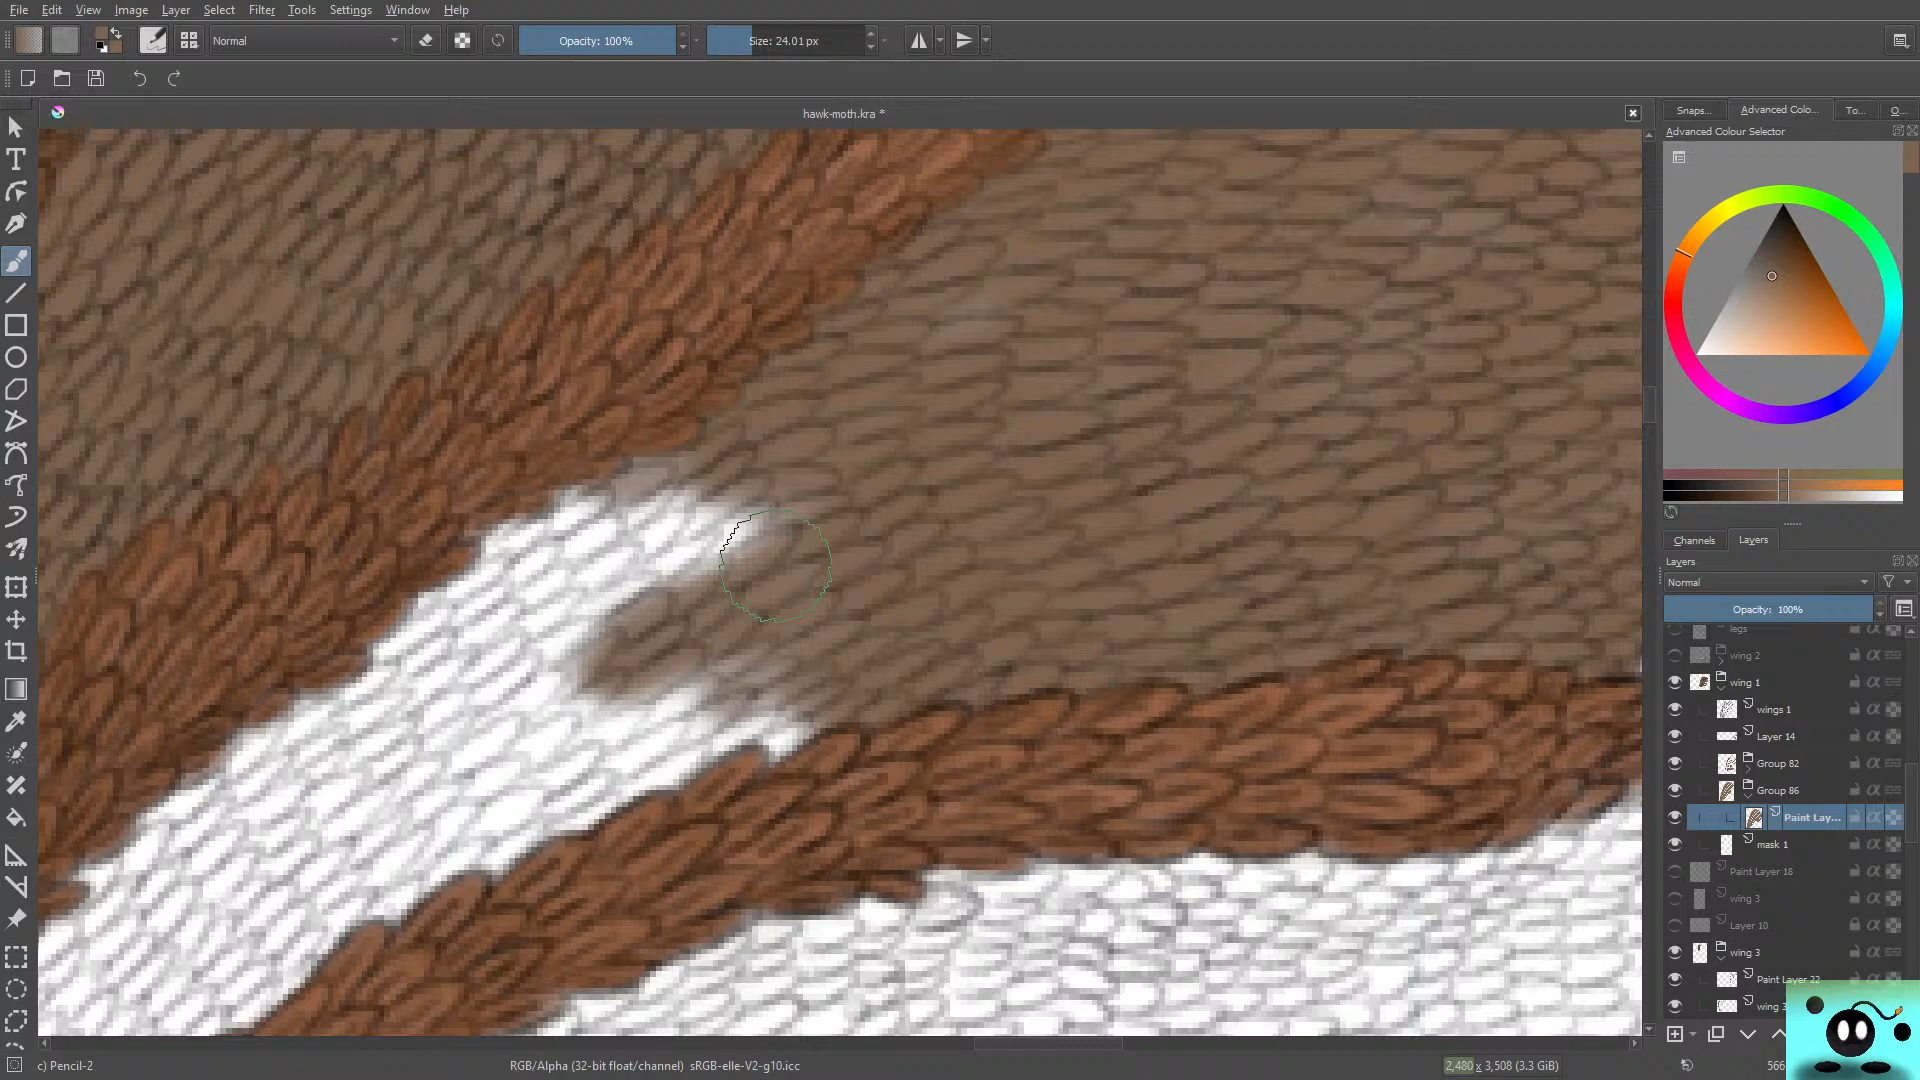 File Edit View Image Layer Select Filter Tools Settings Window Help
Normal
Opacity: 100%
Size: 24.01 px
hawk-moth.kra *
Snaps... Advanced Colo... To... O...
Advanced Colour Selector
Channels Layers
Layers
Normal
Opacity: 100%
legs
wing 2
wing 1
wings 1
Layer 14
Group 82
Group 86
Paint Lay...
mask 1
Paint Layer 18
wing 3
Layer 10
wing 3
Paint Layer 22
wing 3
c) Pencil-2
RGB/Alpha (32-bit float/channel) sRGB-elle-V2-g10.icc
2,480 x 3,508 (3.3 GiB)
566